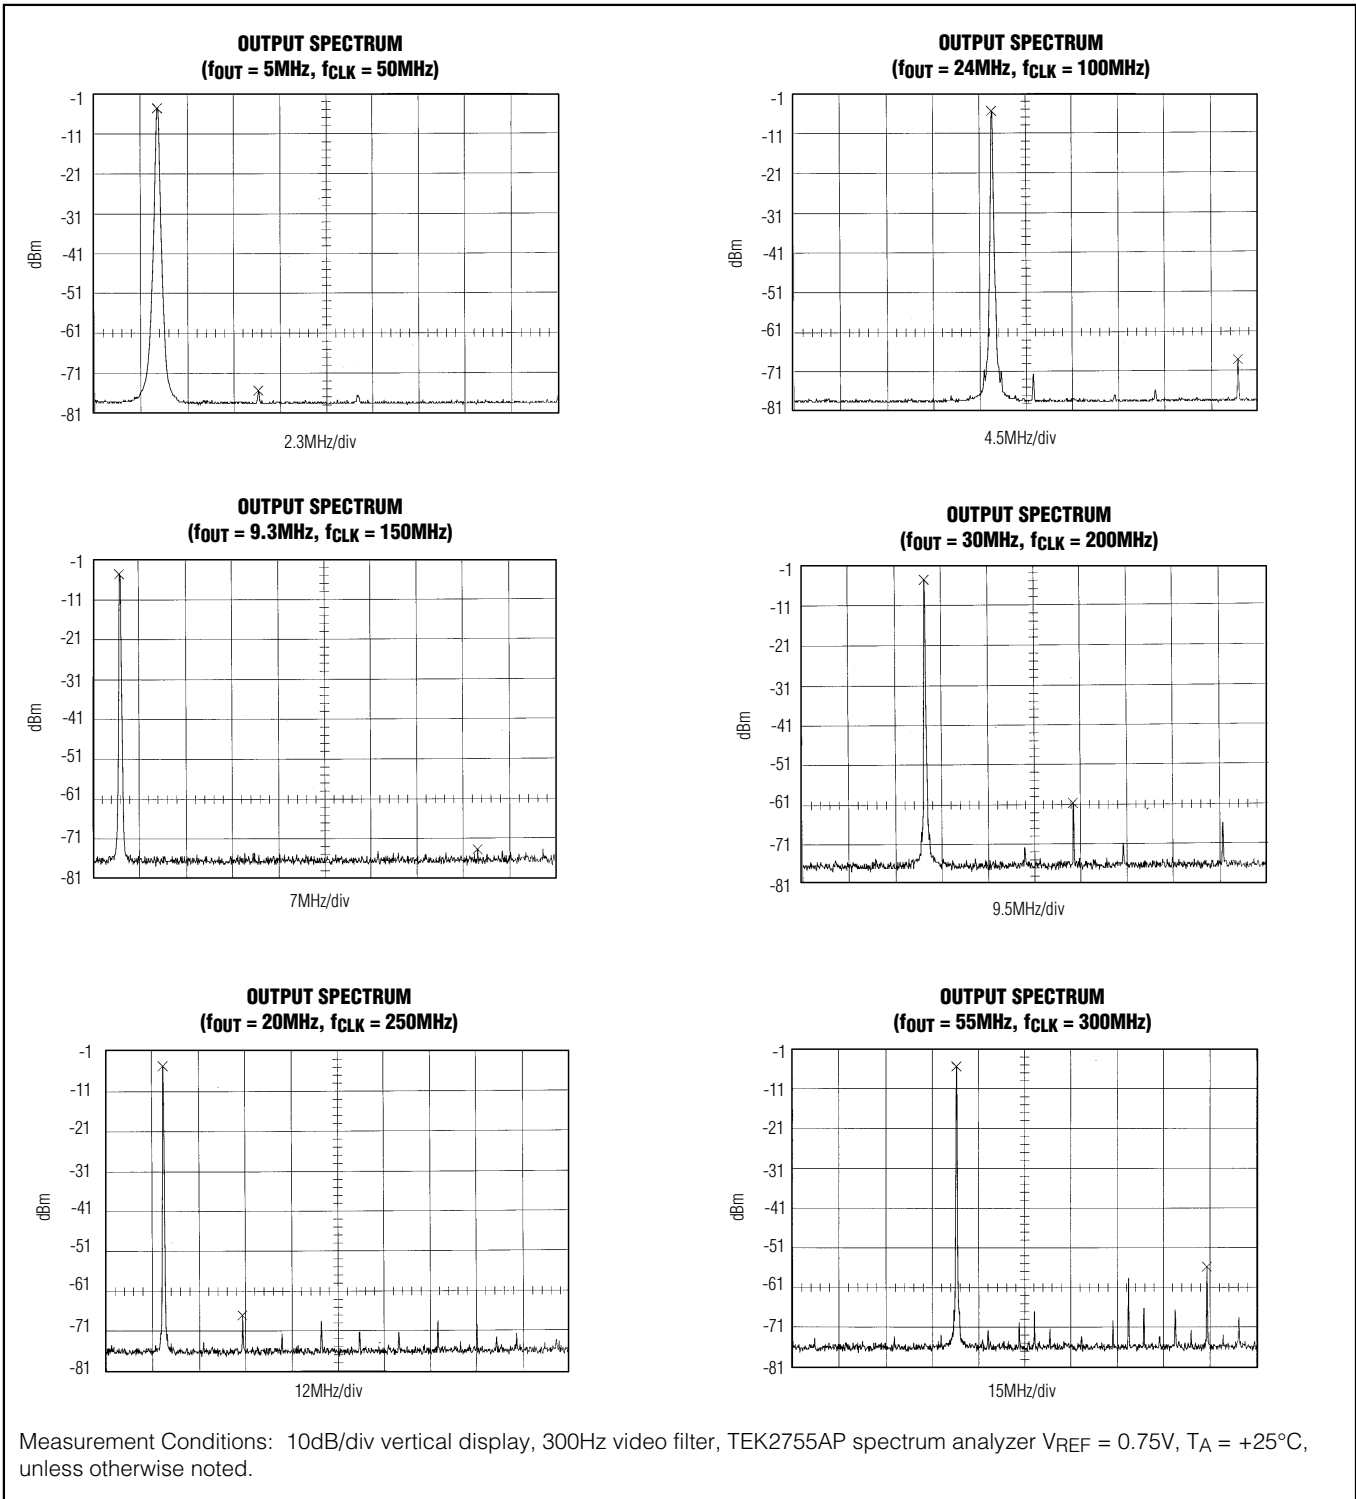 OUTPUT SPECTRUM
(fOUT = 5MHz, fCLK = 50MHz)
-1
-11
-21
-31
-41
-51
-61
-71
-81
dBm
2.3MHz/div
OUTPUT SPECTRUM
(fOUT = 24MHz, fCLK = 100MHz)
-1
-11
-21
-31
-41
-51
-61
-71
-81
dBm
4.5MHz/div
OUTPUT SPECTRUM
(fOUT = 9.3MHz, fCLK = 150MHz)
-1
-11
-21
-31
-41
-51
-61
-71
-81
dBm
7MHz/div
OUTPUT SPECTRUM
(fOUT = 30MHz, fCLK = 200MHz)
-1
-11
-21
-31
-41
-51
-61
-71
-81
dBm
9.5MHz/div
OUTPUT SPECTRUM
(fOUT = 20MHz, fCLK = 250MHz)
-1
-11
-21
-31
-41
-51
-61
-71
-81
dBm
12MHz/div
OUTPUT SPECTRUM
(fOUT = 55MHz, fCLK = 300MHz)
-1
-11
-21
-31
-41
-51
-61
-71
-81
dBm
15MHz/div
Measurement Conditions: 10dB/div vertical display, 300Hz video filter, TEK2755AP spectrum analyzer VREF = 0.75V, TA = +25°C,
unless otherwise noted.